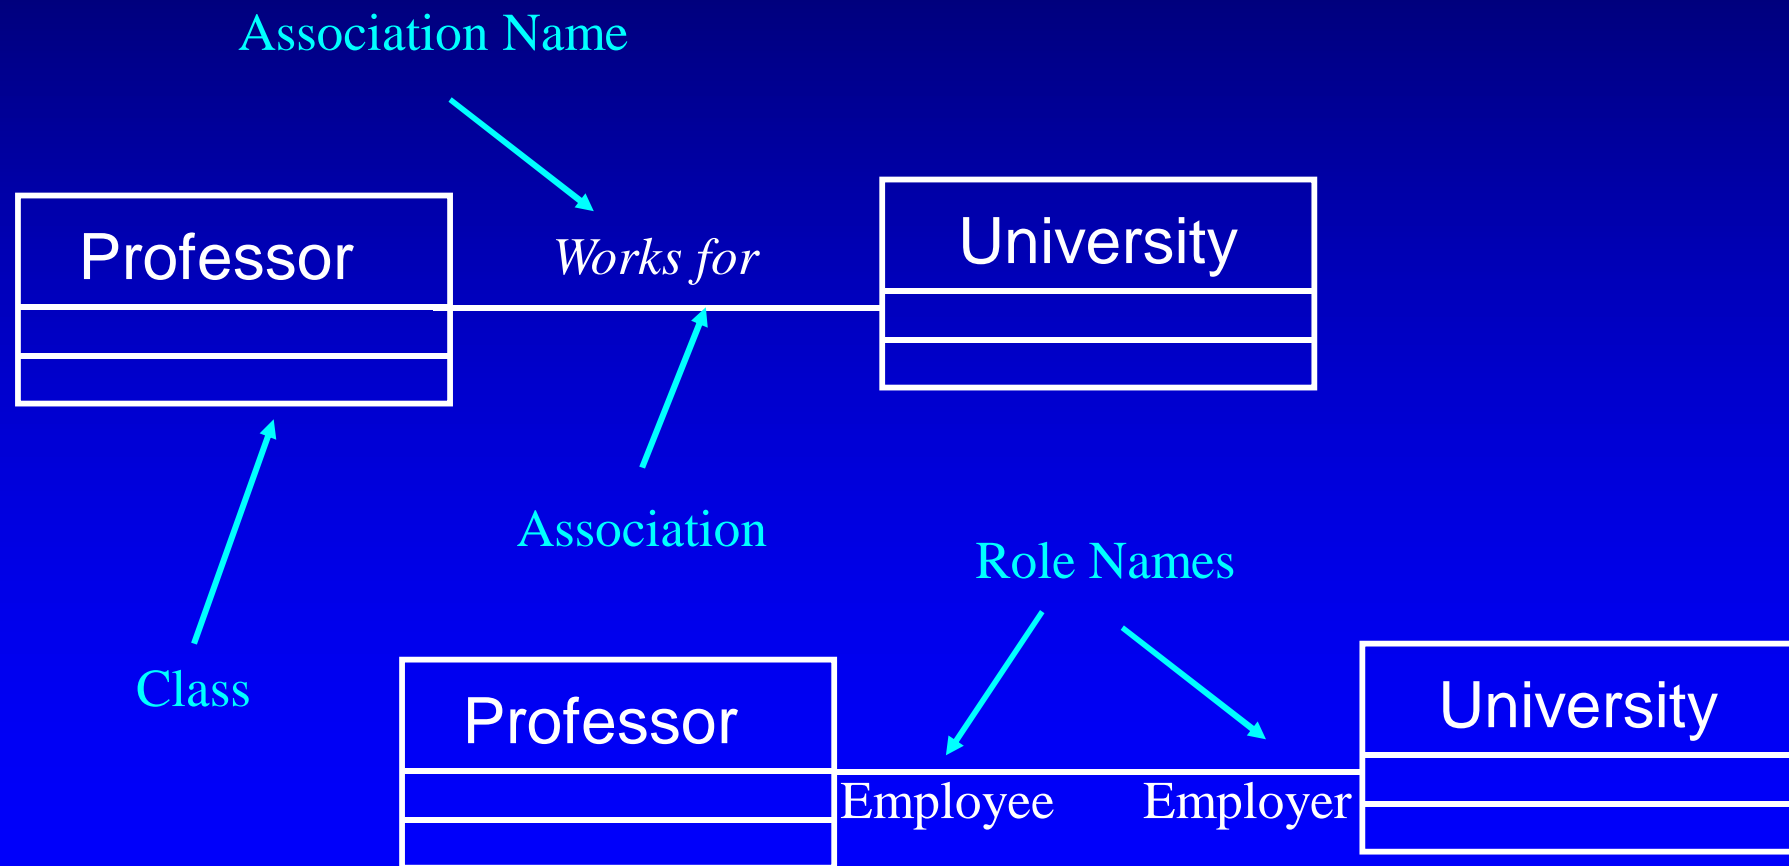 Association Name
Professor
Works for
University
Association
Role Names
Class
Professor
University
Employee
Employer